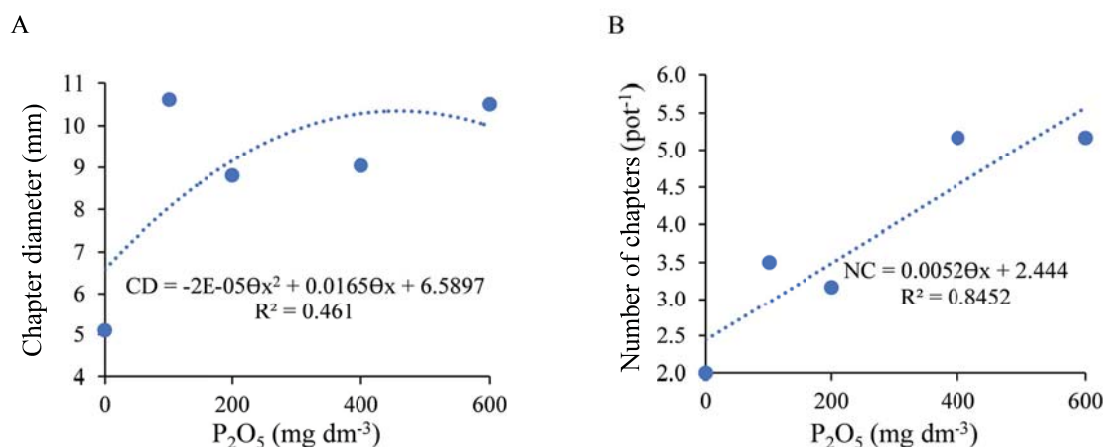 A
Chapter diameter (mm)
11
10
9
8
7
6
5
4
CD = -2E-05Ɵx² + 0.0165Ɵx + 6.5897
R² = 0.461
0 200 400 600
P₂O₅ (mg dm⁻³)
B
Number of chapters (pot⁻¹)
6.0
5.5
5.0
4.5
4.0
3.5
3.0
2.5
2.0
NC = 0.0052Ɵx + 2.444
R² = 0.8452
0 200 400 600
P₂O₅ (mg dm⁻³)